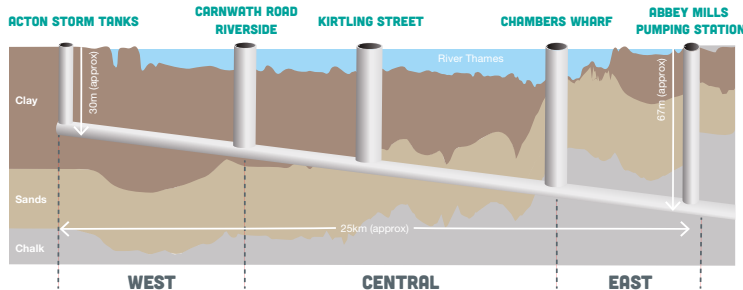 ACTON STORM TANKS
CARNWATH ROAD
RIVERSIDE
KIRTLING STREET
CHAMBERS WHARF
ABBEY MILLS
PUMPING STATION
River Thames
30m (approx)
67m (approx)
Clay
Sands
25km (approx)
Chalk
WEST
CENTRAL
EAST